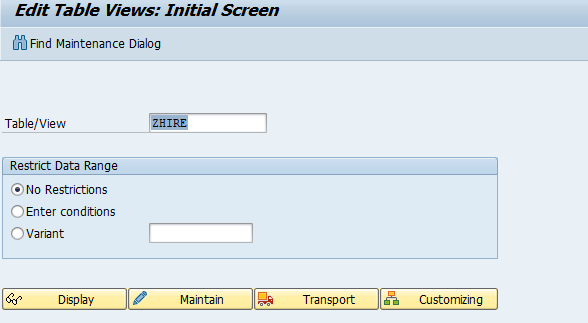 Edit Table Views: Initial Screen
Find Maintenance Dialog
Table/View ZHIRE
Restrict Data Range
No Restrictions
Enter conditions
Variant
Display Maintain Transport Customizing